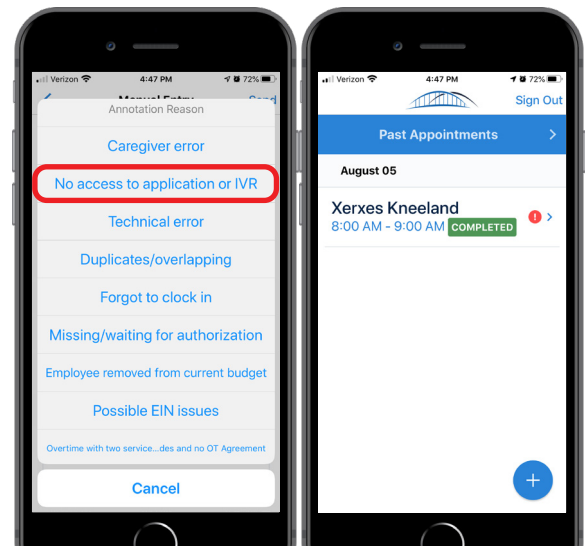 Verizon 4:47 PM 72%
Manual Entry Send
Annotation Reason
Caregiver error
No access to application or IVR
Technical error
Duplicates/overlapping
Forgot to clock in
Missing/waiting for authorization
Employee removed from current budget
Possible EIN issues
Overtime with two service...des and no OT Agreement
Cancel
Verizon 4:47 PM 72%
Sign Out
Past Appointments
August 05
Xerxes Kneeland
8:00 AM - 9:00 AM COMPLETED